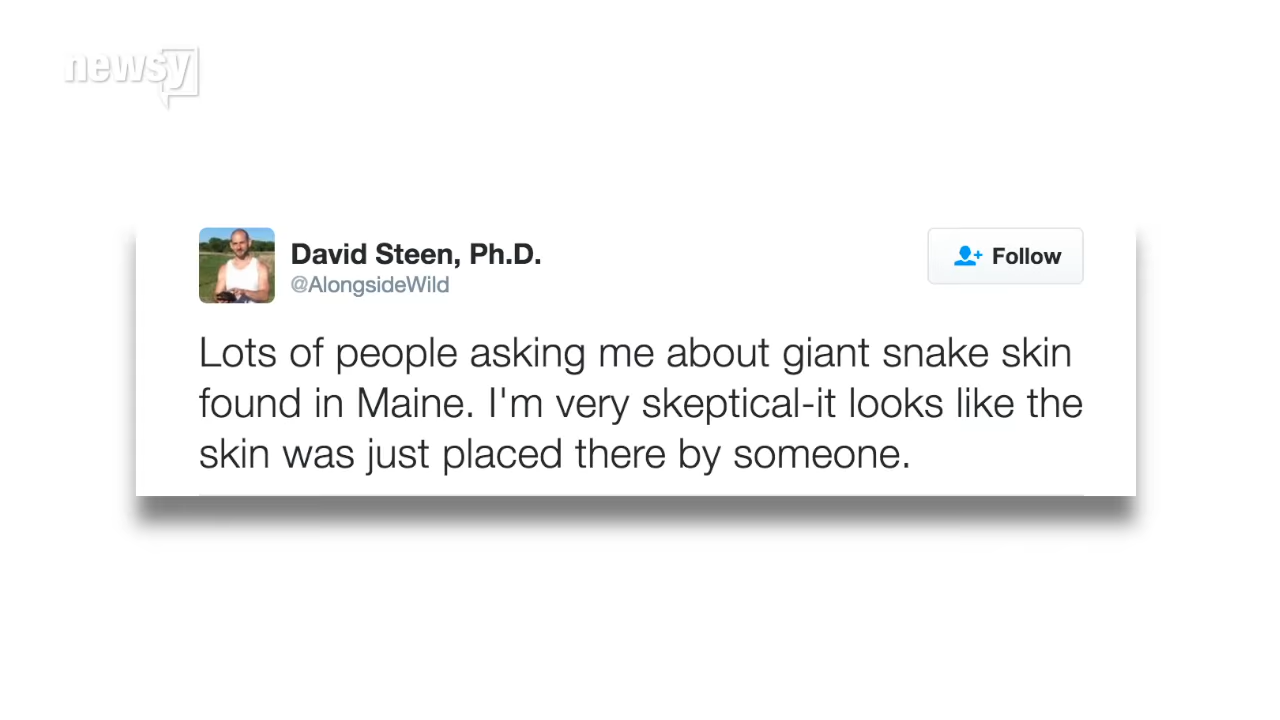 newsy
David Steen, Ph.D.
@AlongsideWild
Follow
Lots of people asking me about giant snake skin
found in Maine. I'm very skeptical-it looks like the
skin was just placed there by someone.